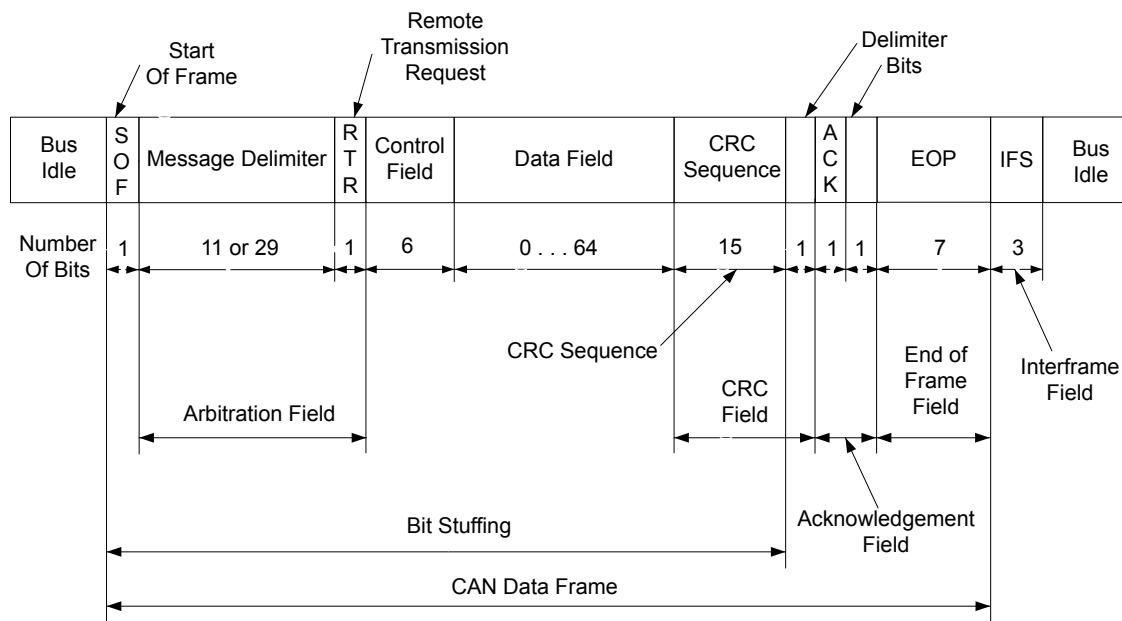 Start
Of Frame
Remote
Transmission
Request
Delimiter
Bits
Bus
Idle
S
O
F
Message Delimiter
R
T
R
Control
Field
Data Field
CRC
Sequence
A
C
K
EOP
IFS
Bus
Idle
Number
Of Bits
1
11 or 29
1
6
0 . . . 64
15
1
1
1
7
3
CRC Sequence
Arbitration Field
CRC
Field
End of
Frame
Field
Interframe
Field
Bit Stuffing
Acknowledgement
Field
CAN Data Frame